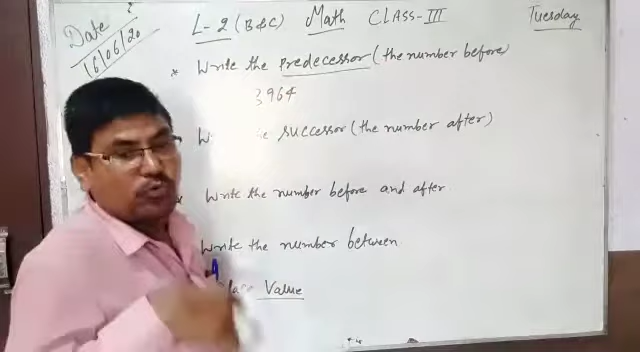 Date :
16/06/20
L-2 (B&C) Math CLASS-III Tuesday
* Write the predecessor (the number before)
3964
successor (the number after)
* Write the number before and after
Write the number between
Place Value